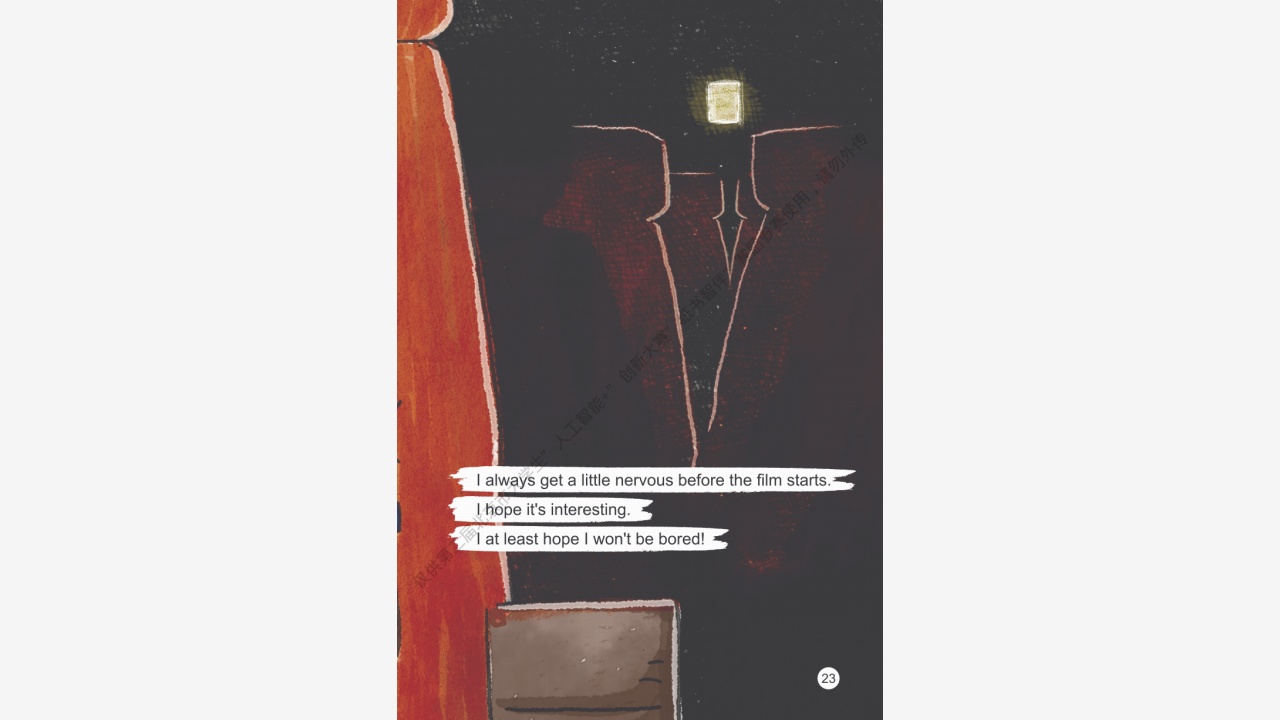 I always get a little nervous before the film starts.
I hope it's interesting.
I at least hope I won't be bored!
23